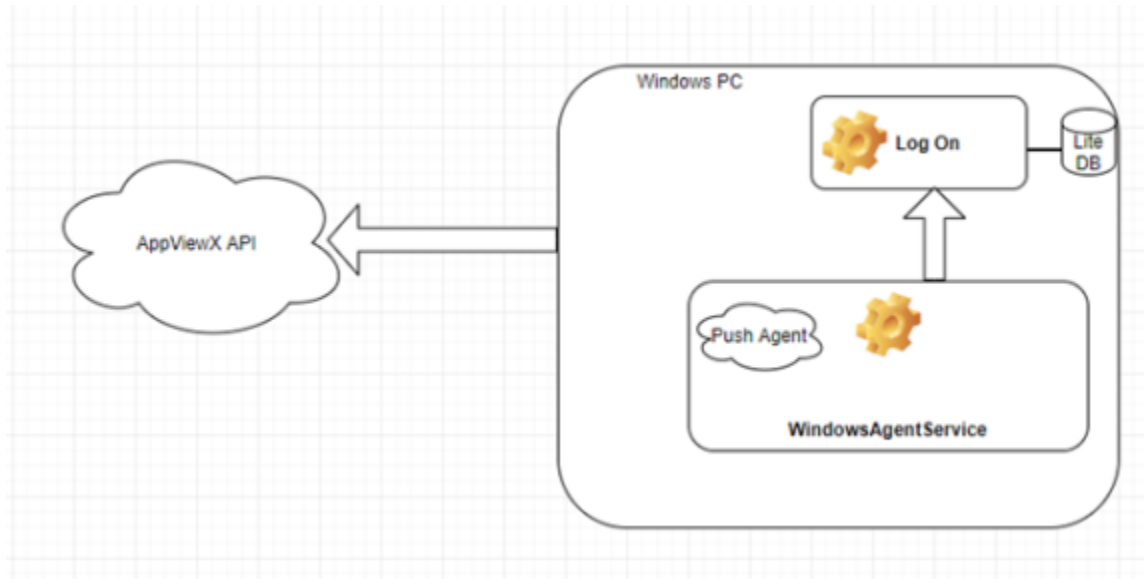 Windows PC
Log On
Lite
DB
AppViewX API
Push Agent
WindowsAgentService